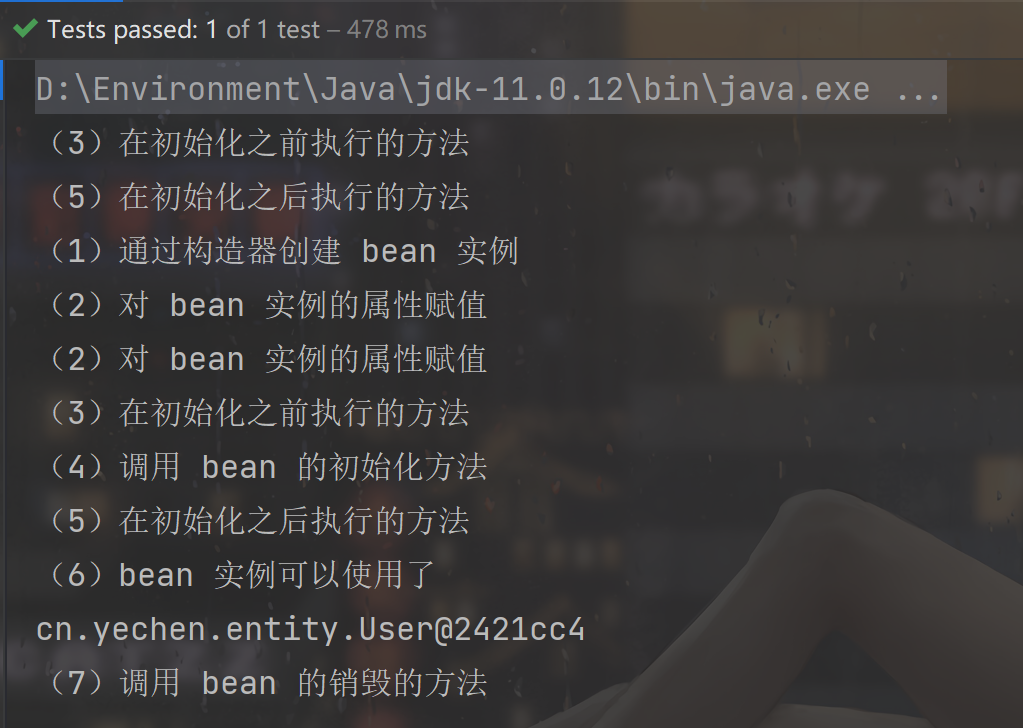 Tests passed: 1 of 1 test – 478 ms
D:\Environment\Java\jdk-11.0.12\bin\java.exe ...
（3）在初始化之前执行的方法
（5）在初始化之后执行的方法
（1）通过构造器创建 bean 实例
（2）对 bean 实例的属性赋值
（2）对 bean 实例的属性赋值
（3）在初始化之前执行的方法
（4）调用 bean 的初始化方法
（5）在初始化之后执行的方法
（6）bean 实例可以使用了
cn.yechen.entity.User@2421cc4
（7）调用 bean 的销毁的方法
カラオケ